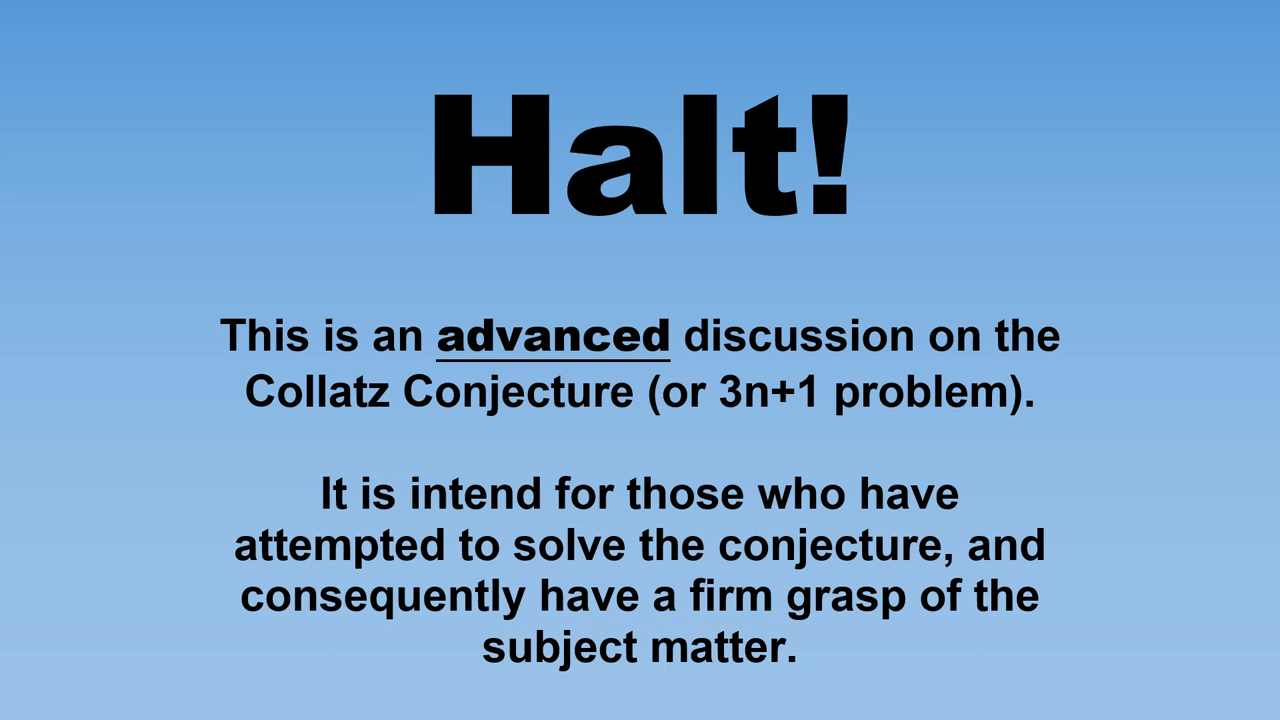 Halt!
This is an advanced discussion on the
Collatz Conjecture (or 3n+1 problem).
It is intend for those who have
attempted to solve the conjecture, and
consequently have a firm grasp of the
subject matter.